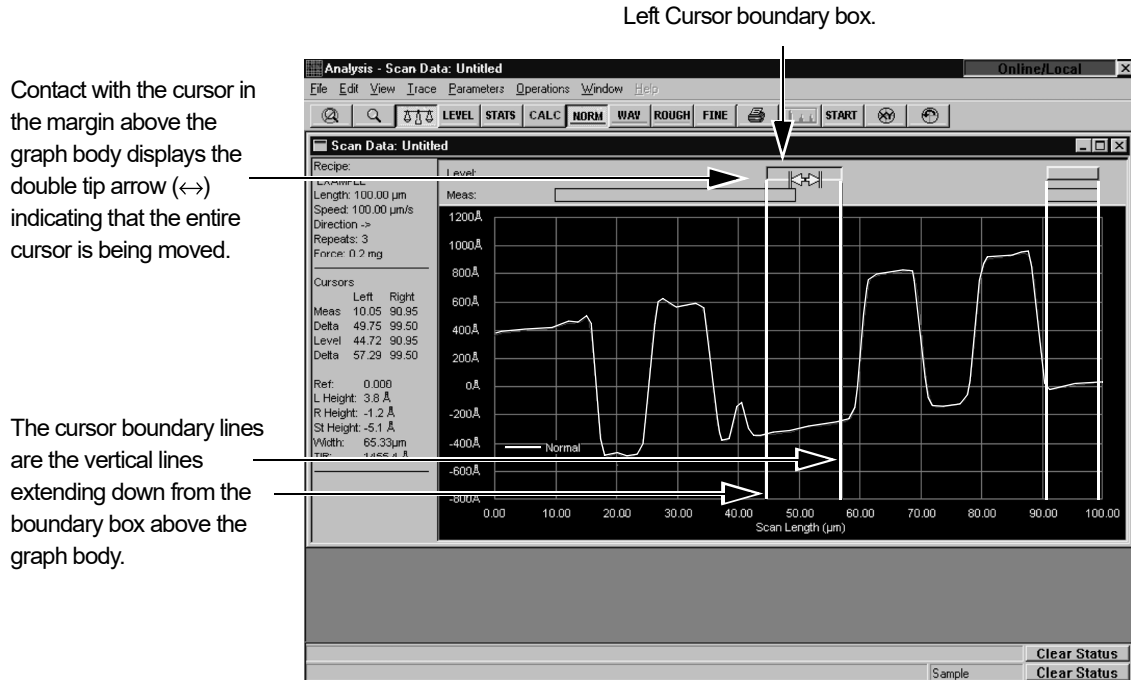 Left Cursor boundary box.
Contact with the cursor in
the margin above the
graph body displays the
double tip arrow (↔)
indicating that the entire
cursor is being moved.
The cursor boundary lines
are the vertical lines
extending down from the
boundary box above the
graph body.
Analysis - Scan Data: Untitled
Online/Local
File Edit View Trace Parameters Operations Window Help
LEVEL STATS CALC NORM WAV ROUGH FINE START XY
Scan Data: Untitled
Recipe:
EXAMPLE
Length: 100.00 µm
Speed: 100.00 µm/s
Direction ->
Repeats: 3
Force: 0.2 mg
Cursors
Left Right
Meas 10.05 90.95
Delta 49.75 99.50
Level 44.72 90.95
Delta 57.29 99.50
Ref: 0.000
L Height: 3.8 Å
R Height: -1.2 Å
St Height: -5.1 Å
Width: 65.33µm
TIR: 1455.4 Å
Level:
Meas:
1200Å
1000Å
800Å
600Å
400Å
200Å
0Å
-200Å
-400Å
-600Å
-800Å
Normal
0.00 10.00 20.00 30.00 40.00 50.00 60.00 70.00 80.00 90.00 100.00
Scan Length (µm)
Clear Status
Sample Clear Status